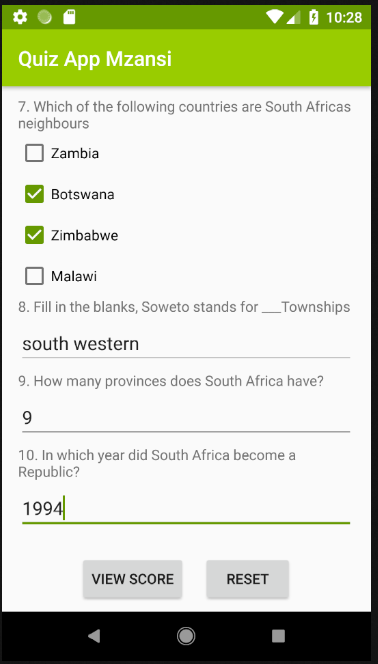 10:28
Quiz App Mzansi
7. Which of the following countries are South Africas
neighbours
Zambia
Botswana
Zimbabwe
Malawi
8. Fill in the blanks, Soweto stands for ___Townships
south western
9. How many provinces does South Africa have?
9
10. In which year did South Africa become a
Republic?
1994
VIEW SCORE RESET